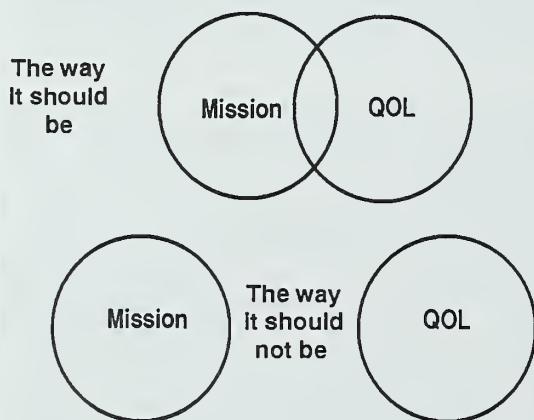 The way
it should
be
Mission
QOL
Mission
The way
it should
not be
QOL